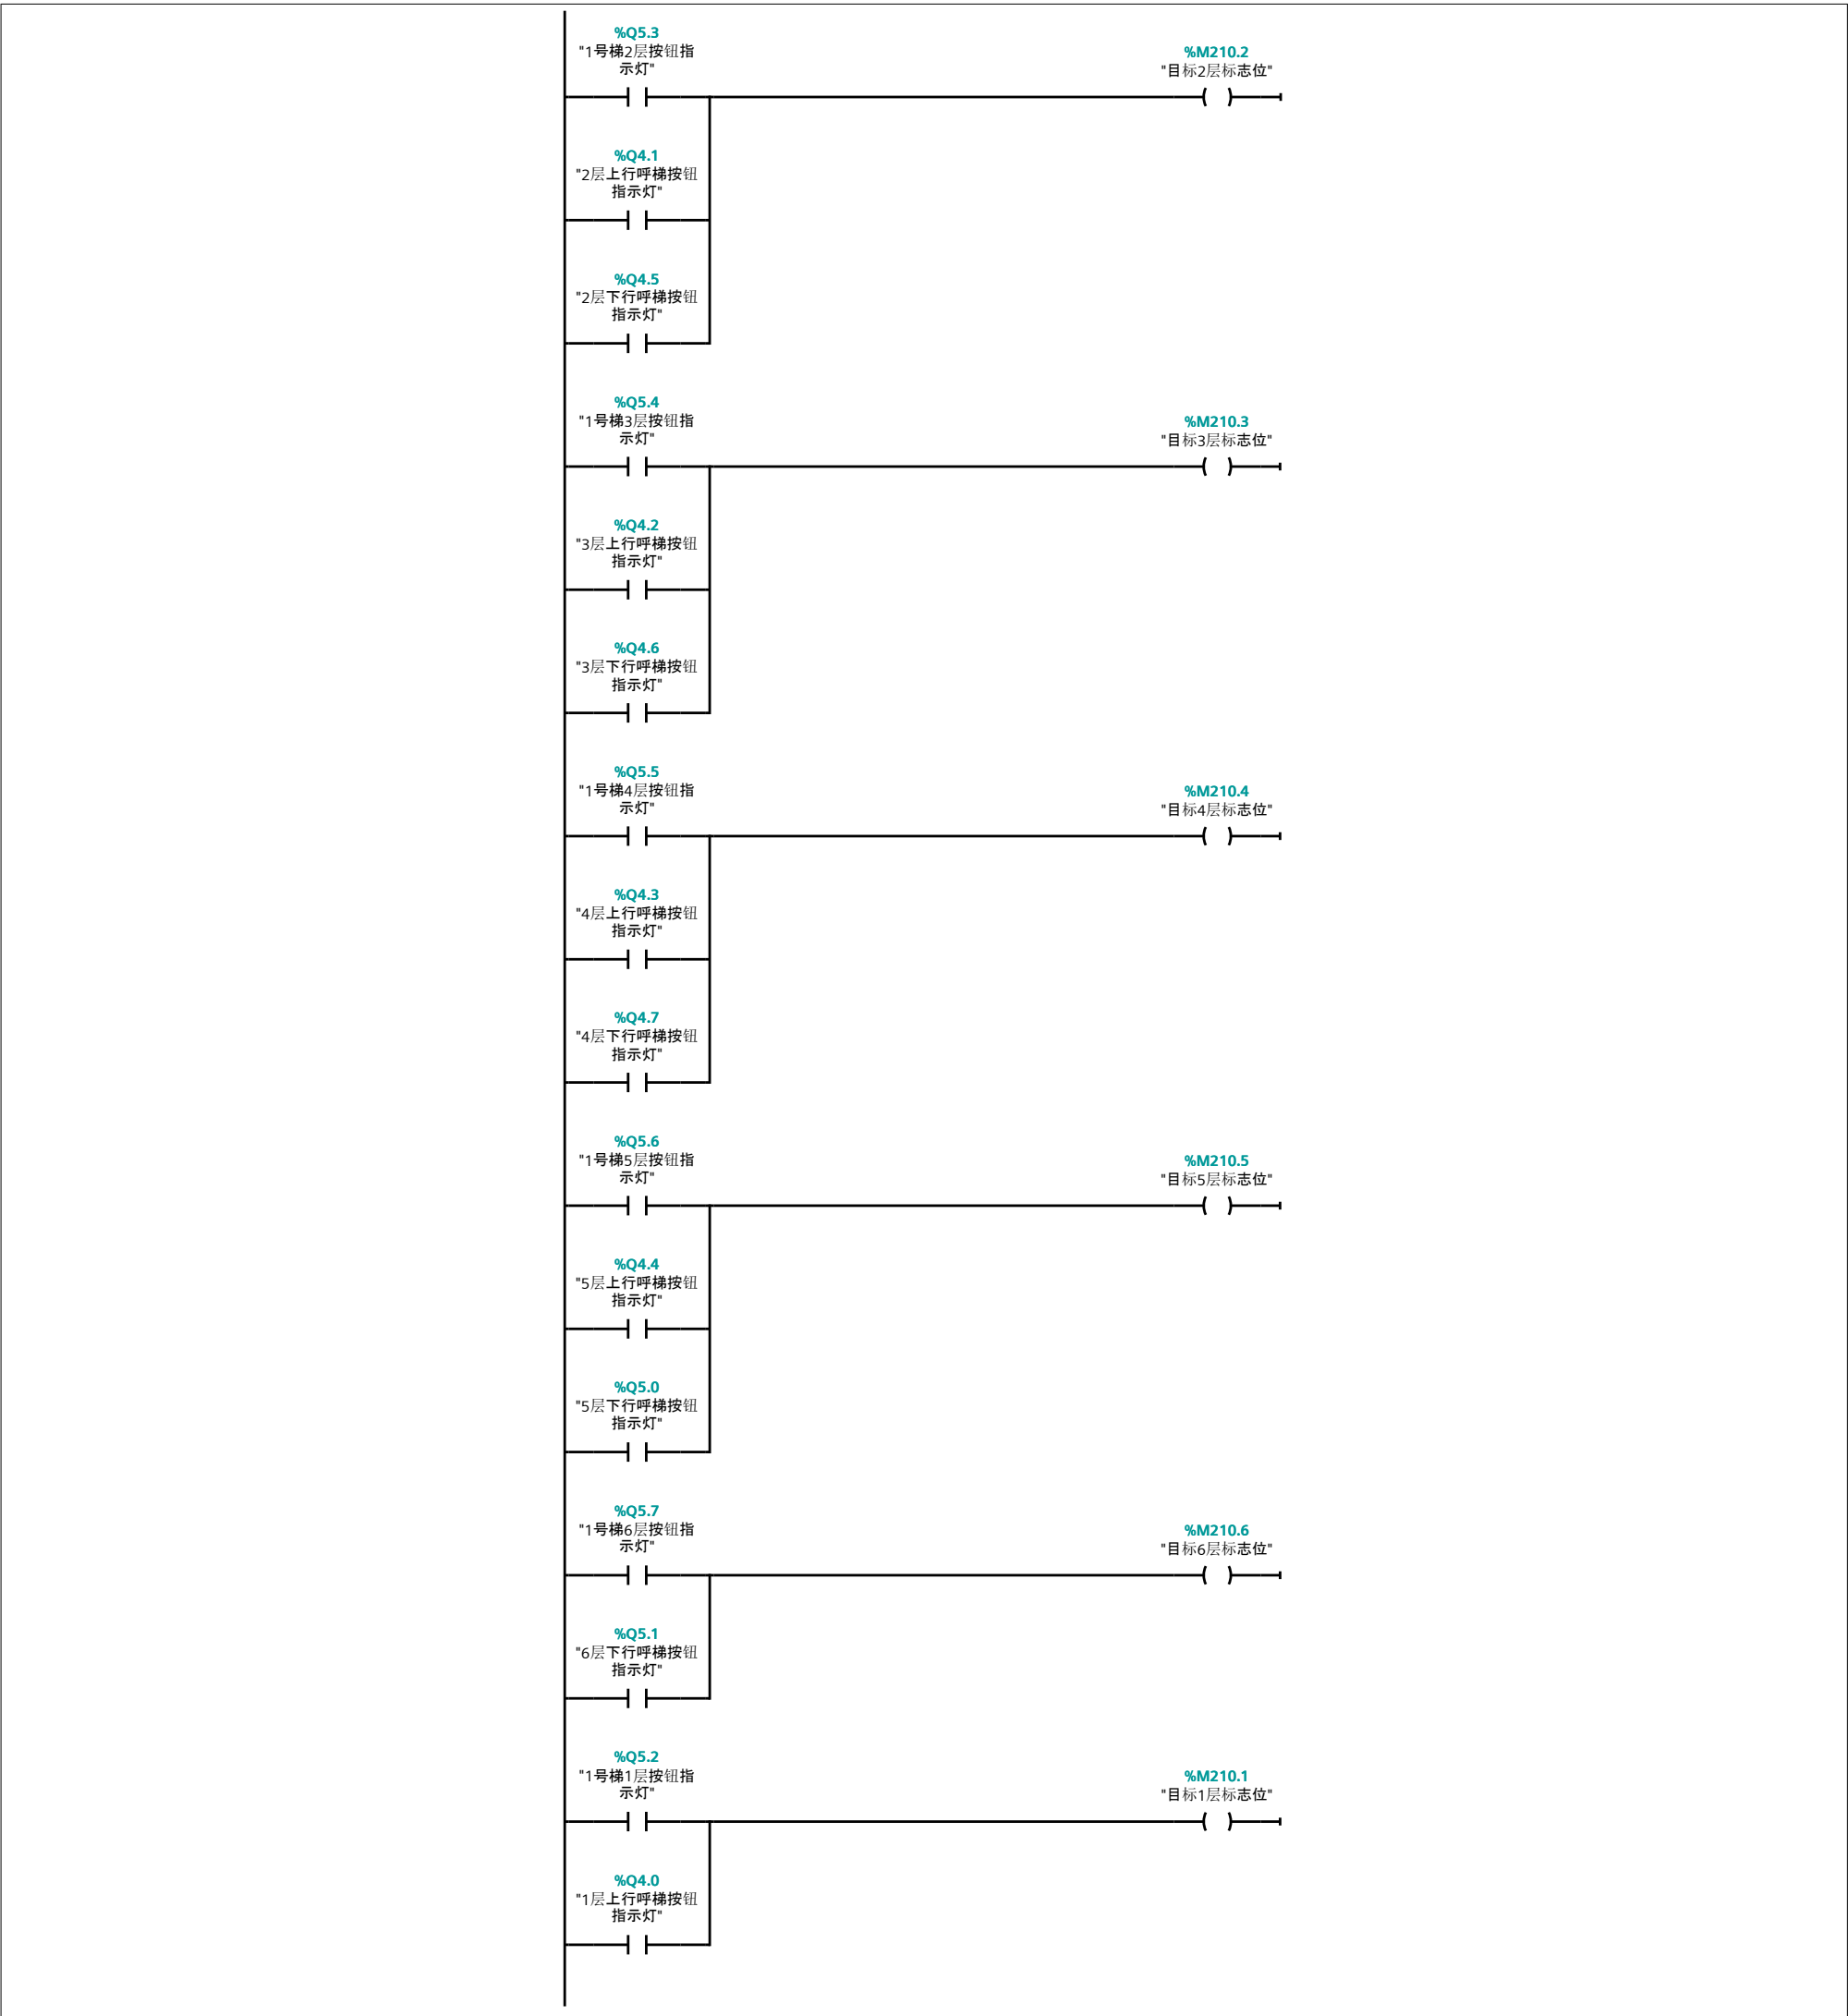 %Q5.3
"1号梯2层按钮指
示灯"
%M210.2
"目标2层标志位"
%Q4.1
"2层上行呼梯按钮
指示灯"
%Q4.5
"2层下行呼梯按钮
指示灯"
%Q5.4
"1号梯3层按钮指
示灯"
%M210.3
"目标3层标志位"
%Q4.2
"3层上行呼梯按钮
指示灯"
%Q4.6
"3层下行呼梯按钮
指示灯"
%Q5.5
"1号梯4层按钮指
示灯"
%M210.4
"目标4层标志位"
%Q4.3
"4层上行呼梯按钮
指示灯"
%Q4.7
"4层下行呼梯按钮
指示灯"
%Q5.6
"1号梯5层按钮指
示灯"
%M210.5
"目标5层标志位"
%Q4.4
"5层上行呼梯按钮
指示灯"
%Q5.0
"5层下行呼梯按钮
指示灯"
%Q5.7
"1号梯6层按钮指
示灯"
%M210.6
"目标6层标志位"
%Q5.1
"6层下行呼梯按钮
指示灯"
%Q5.2
"1号梯1层按钮指
示灯"
%M210.1
"目标1层标志位"
%Q4.0
"1层上行呼梯按钮
指示灯"